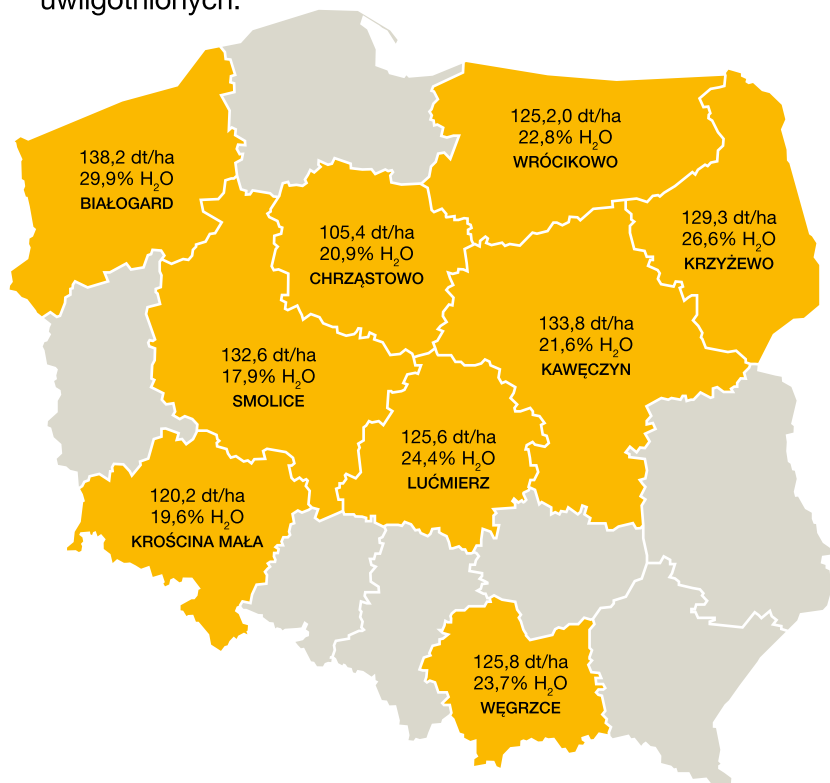 uwilgotnionych.
125,2,0 dt/ha
22,8% H₂O
WRÓCIKOWO
138,2 dt/ha
29,9% H₂O
BIAŁOGARD
129,3 dt/ha
26,6% H₂O
KRZYŻEWO
105,4 dt/ha
20,9% H₂O
CHRZĄSTOWO
133,8 dt/ha
21,6% H₂O
KAWĘCZYN
132,6 dt/ha
17,9% H₂O
SMOLICE
125,6 dt/ha
24,4% H₂O
LUĆMIERZ
120,2 dt/ha
19,6% H₂O
KROŚCINA MAŁA
125,8 dt/ha
23,7% H₂O
WĘGRZCE